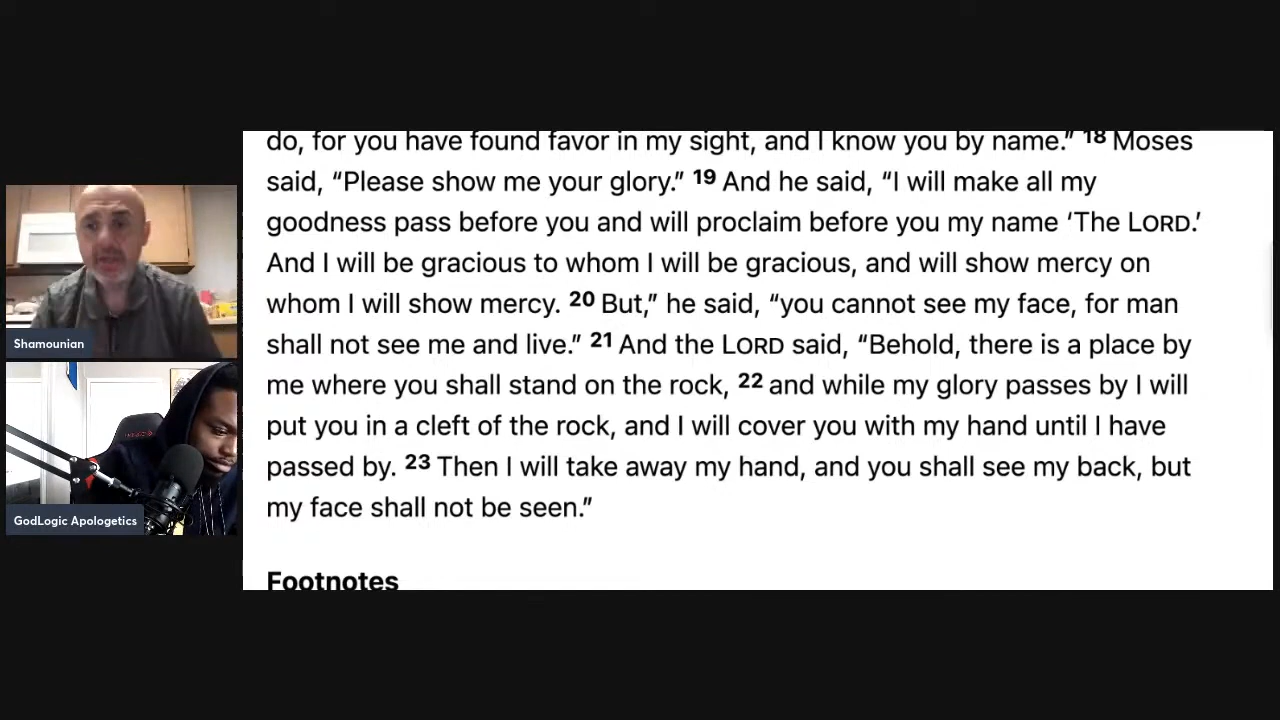 do, for you have found favor in my sight, and I know you by name.” 18 Moses
said, “Please show me your glory.” 19 And he said, “I will make all my
goodness pass before you and will proclaim before you my name ‘The LORD.’
And I will be gracious to whom I will be gracious, and will show mercy on
whom I will show mercy. 20 But,” he said, “you cannot see my face, for man
shall not see me and live.” 21 And the LORD said, “Behold, there is a place by
me where you shall stand on the rock, 22 and while my glory passes by I will
put you in a cleft of the rock, and I will cover you with my hand until I have
passed by. 23 Then I will take away my hand, and you shall see my back, but
my face shall not be seen.”
Footnotes
Shamounian
GodLogic Apologetics